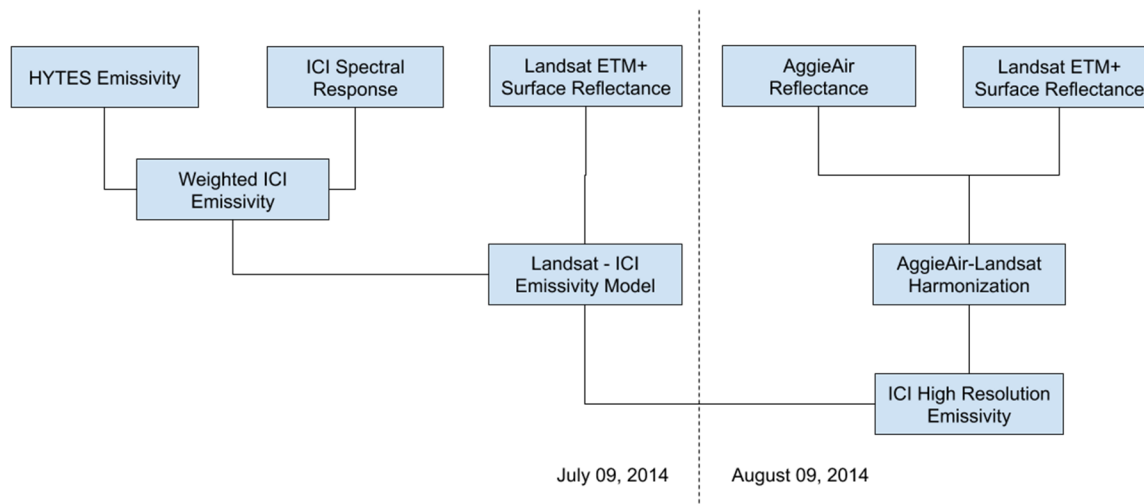 HYTES Emissivity
ICI Spectral
Response
Landsat ETM+
Surface Reflectance
AggieAir
Reflectance
Landsat ETM+
Surface Reflectance
Weighted ICI
Emissivity
Landsat - ICI
Emissivity Model
AggieAir-Landsat
Harmonization
ICI High Resolution
Emissivity
July 09, 2014
August 09, 2014